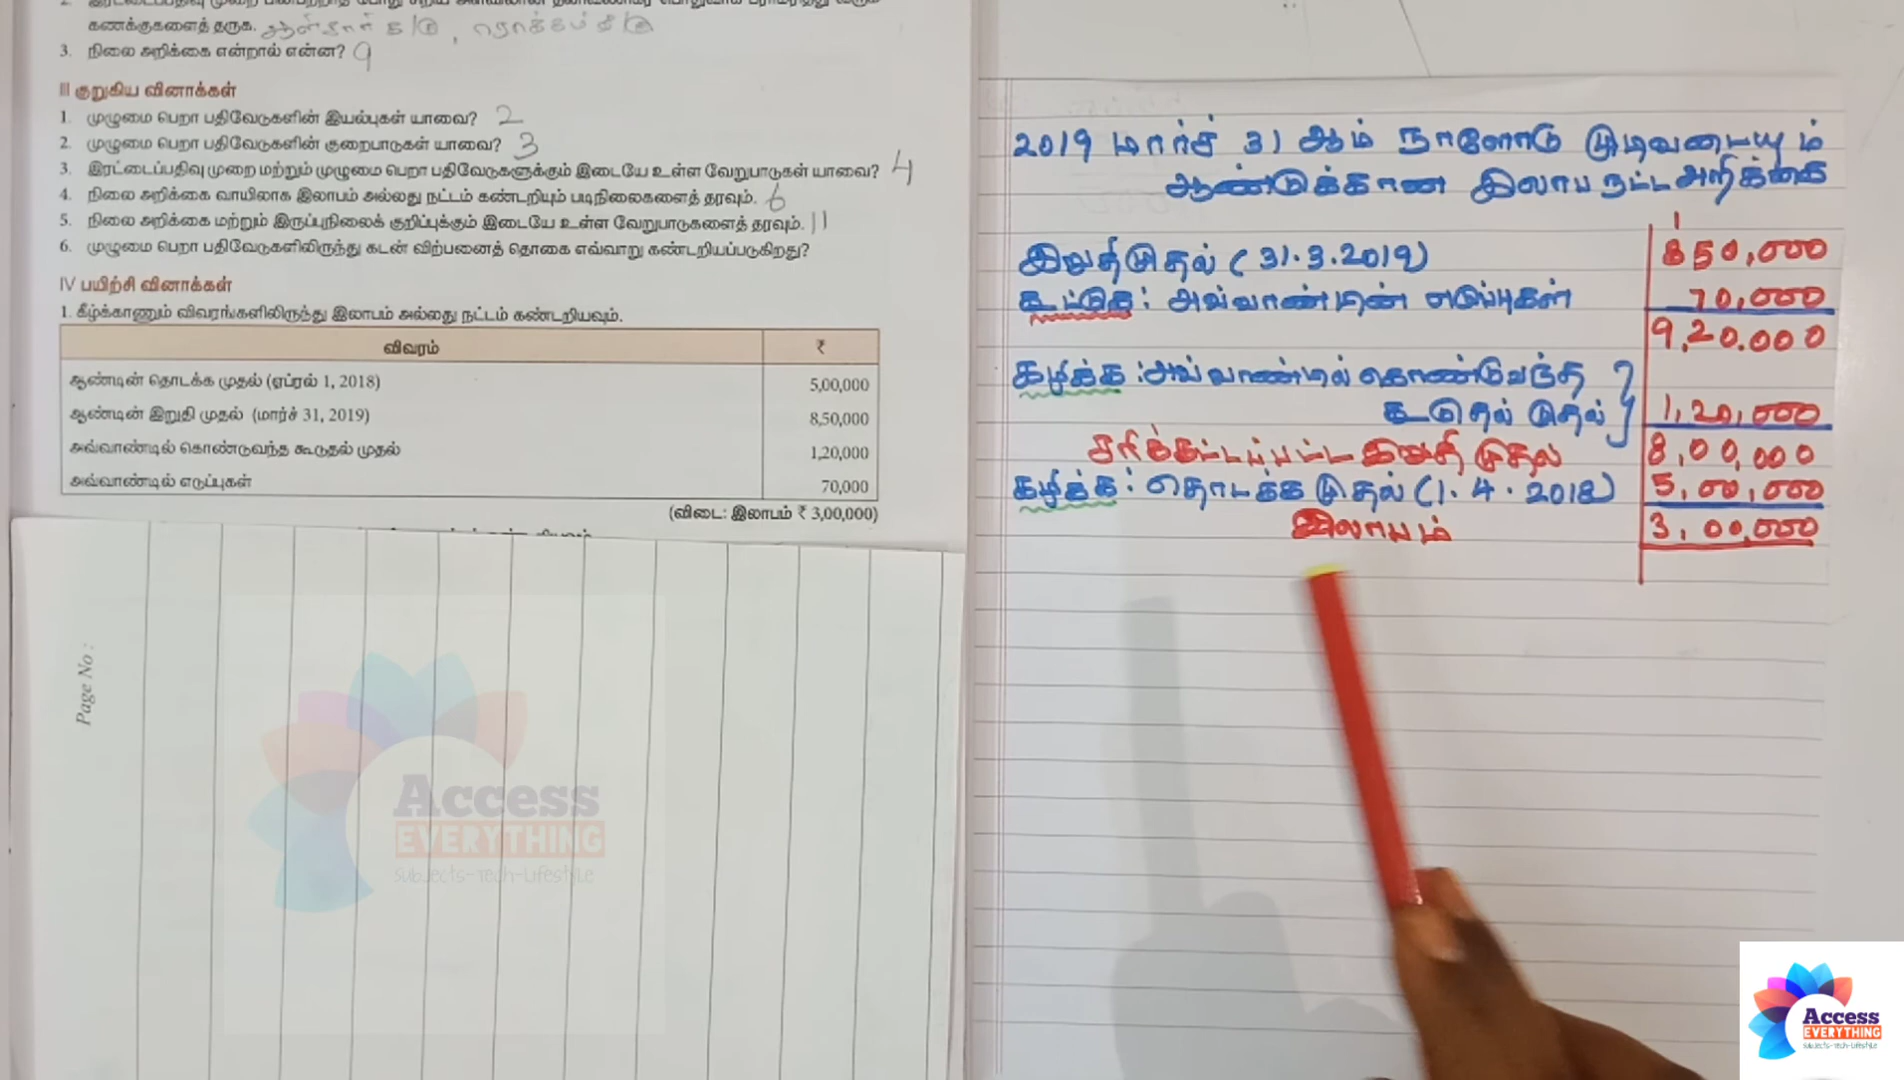 கணக்குகளைத் தருக. ஆள்சார் க/கு, ரொக்கம் க/கு
3. நிலை அறிக்கை என்றால் என்ன? 9
III குறுகிய வினாக்கள்
1. முழுமை பெறா பதிவேடுகளின் இயல்புகள் யாவை? 2
2. முழுமை பெறா பதிவேடுகளின் குறைபாடுகள் யாவை? 3
3. இரட்டைப்பதிவு முறை மற்றும் முழுமை பெறா பதிவேடுகளுக்கும் இடையே உள்ள வேறுபாடுகள் யாவை? 4
4. நிலை அறிக்கை வாயிலாக இலாபம் அல்லது நட்டம் கண்டறியும் படிநிலைகளைத் தரவும். 6
5. நிலை அறிக்கை மற்றும் இருப்புநிலைக் குறிப்புக்கும் இடையே உள்ள வேறுபாடுகளைத் தரவும். 11
6. முழுமை பெறா பதிவேடுகளிலிருந்து கடன் விற்பனைத் தொகை எவ்வாறு கண்டறியப்படுகிறது?
IV பயிற்சி வினாக்கள்
1. கீழ்க்காணும் விவரங்களிலிருந்து இலாபம் அல்லது நட்டம் கண்டறியவும்.
விவரம் ₹
ஆண்டின் தொடக்க முதல் (ஏப்ரல் 1, 2018) 5,00,000
ஆண்டின் இறுதி முதல் (மார்ச் 31, 2019) 8,50,000
அவ்வாண்டில் கொண்டுவந்த கூடுதல் முதல் 1,20,000
அவ்வாண்டில் எடுப்புகள் 70,000
(விடை: இலாபம் ₹ 3,00,000)
Page No :
Access
EVERYTHING
subjects-Tech-Lifestyle
2019 மார்ச் 31 ஆம் நாளோடு முடிவடையும்
ஆண்டுக்கான இலாப நட்ட அறிக்கை
இறுதிமுதல் (31.3.2019) 850,000
கூட்டுக: அவ்வாண்டின் எடுப்புகள் 70,000
9,20,000
கழிக்க: அவ்வாண்டில் கொண்டுவந்த
கூடுதல் முதல் } 1,20,000
சரிக்கட்டப்பட்ட இறுதி முதல் 8,00,000
கழிக்க: தொடக்க முதல் (1.4.2018) 5,00,000
இலாபம் 3,00,000
Access
EVERYTHING
subjects-Tech-Lifestyle